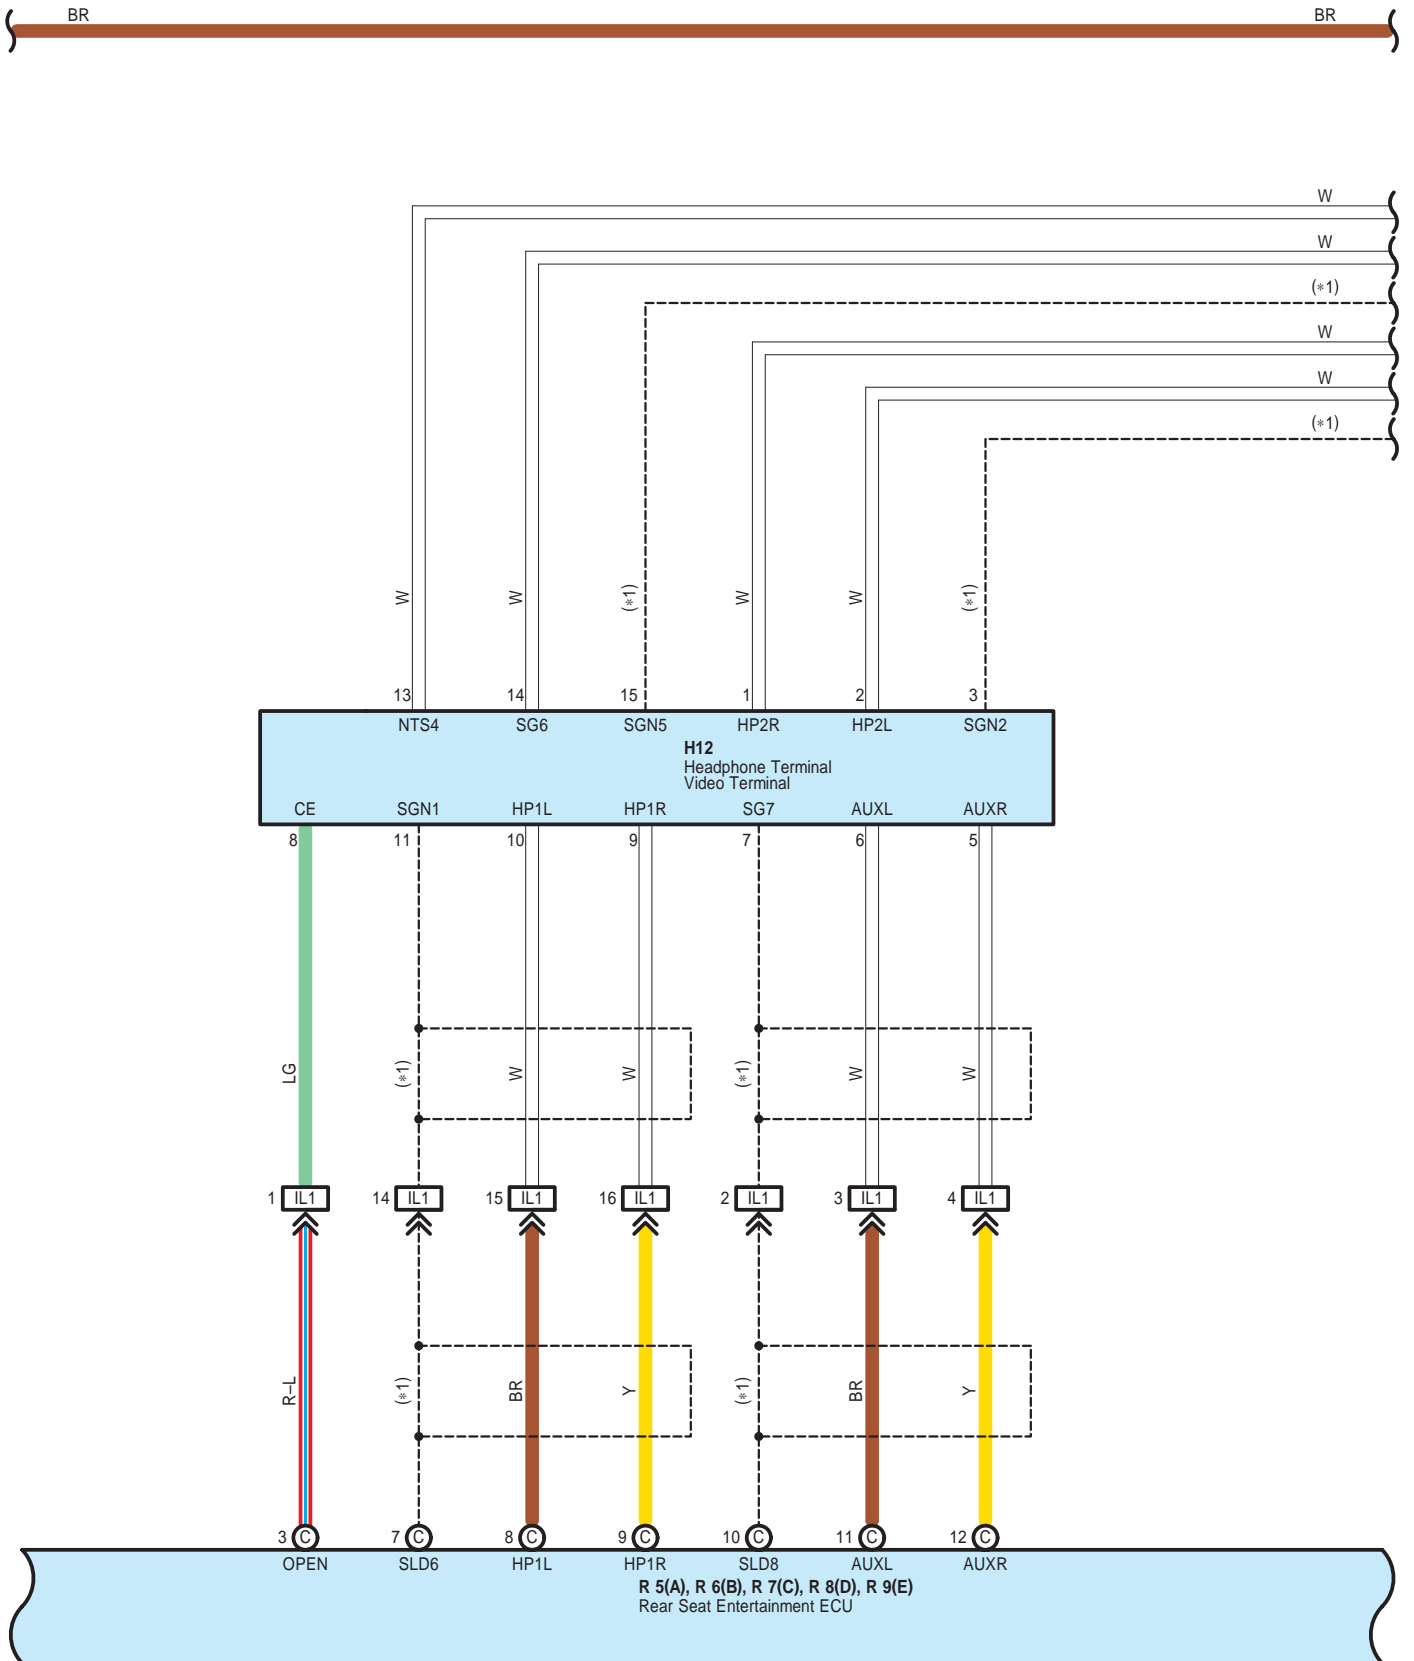 BR BR
W
W
(*1)
W
W
(*1)
W W (*1) W W (*1)
13 14 15 1 2 3
NTS4 SG6 SGN5 HP2R HP2L SGN2
H12
Headphone Terminal
Video Terminal
CE SGN1 HP1L HP1R SG7 AUXL AUXR
8 11 10 9 7 6 5
LG (*1) W W (*1) W W
1 IL1 14 IL1 15 IL1 16 IL1 2 IL1 3 IL1 4 IL1
R–L (*1) BR Y (*1) BR Y
3 C 7 C 8 C 9 C 10 C 11 C 12 C
OPEN SLD6 HP1L HP1R SLD8 AUXL AUXR
R 5(A), R 6(B), R 7(C), R 8(D), R 9(E)
Rear Seat Entertainment ECU